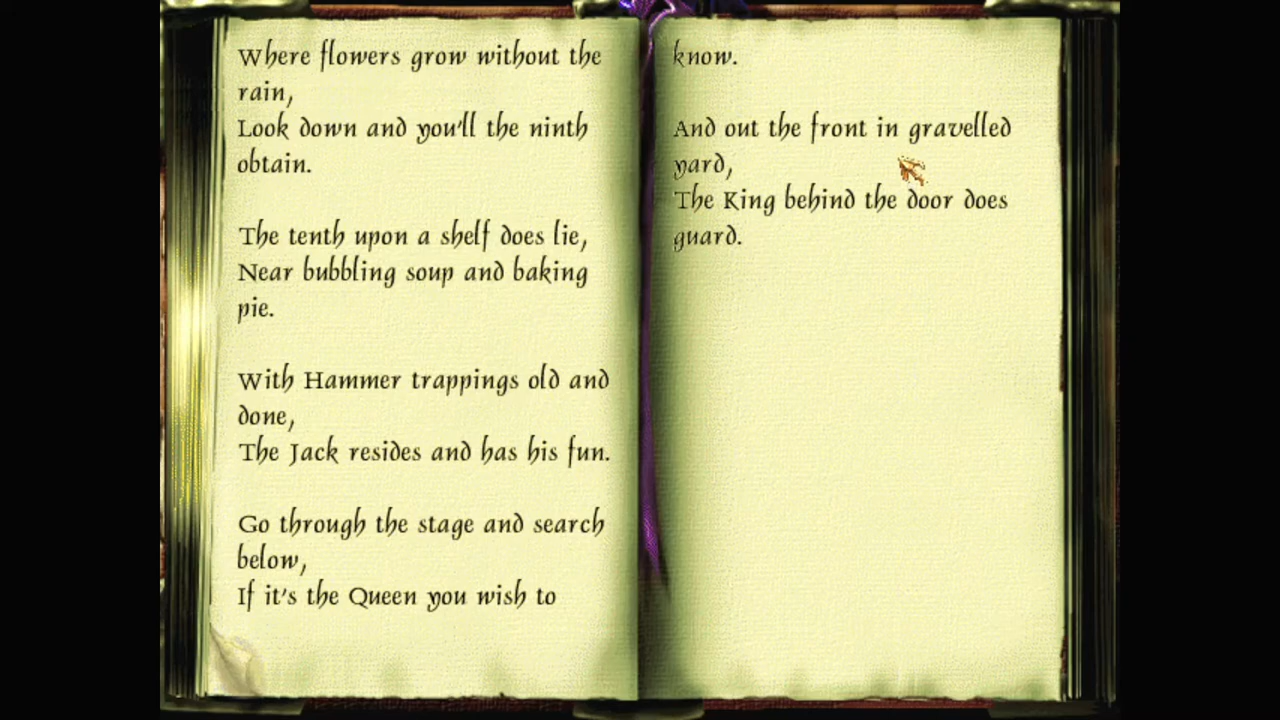 Where flowers grow without the
rain,
Look down and you'll the ninth
obtain.
The tenth upon a shelf does lie,
Near bubbling soup and baking
pie.
With Hammer trappings old and
done,
The Jack resides and has his fun.
Go through the stage and search
below,
If it's the Queen you wish to
know.
And out the front in gravelled
yard,
The King behind the door does
guard.